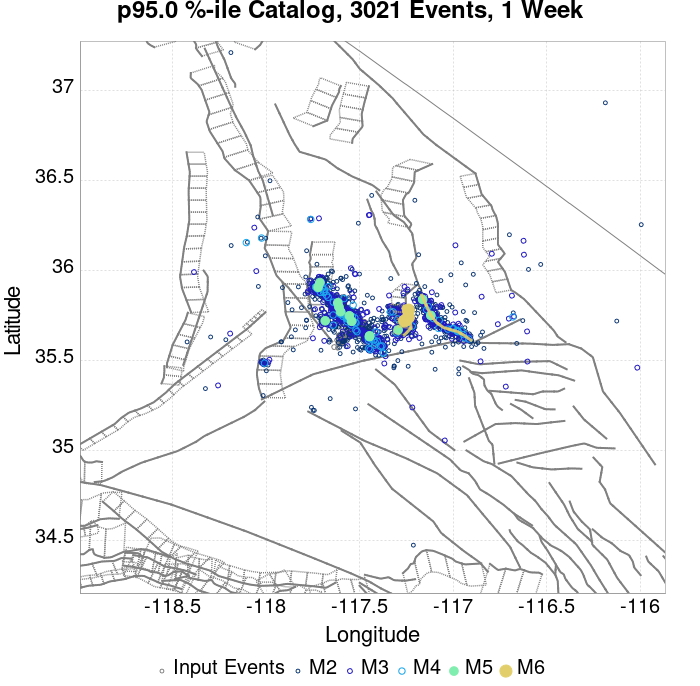 p95.0 %-ile Catalog, 3021 Events, 1 Week
37
36.5
36
35.5
35
34.5
Latitude
-118.5 -118 -117.5 -117 -116.5 -116
Longitude
Input Events M2 M3 M4 M5 M6